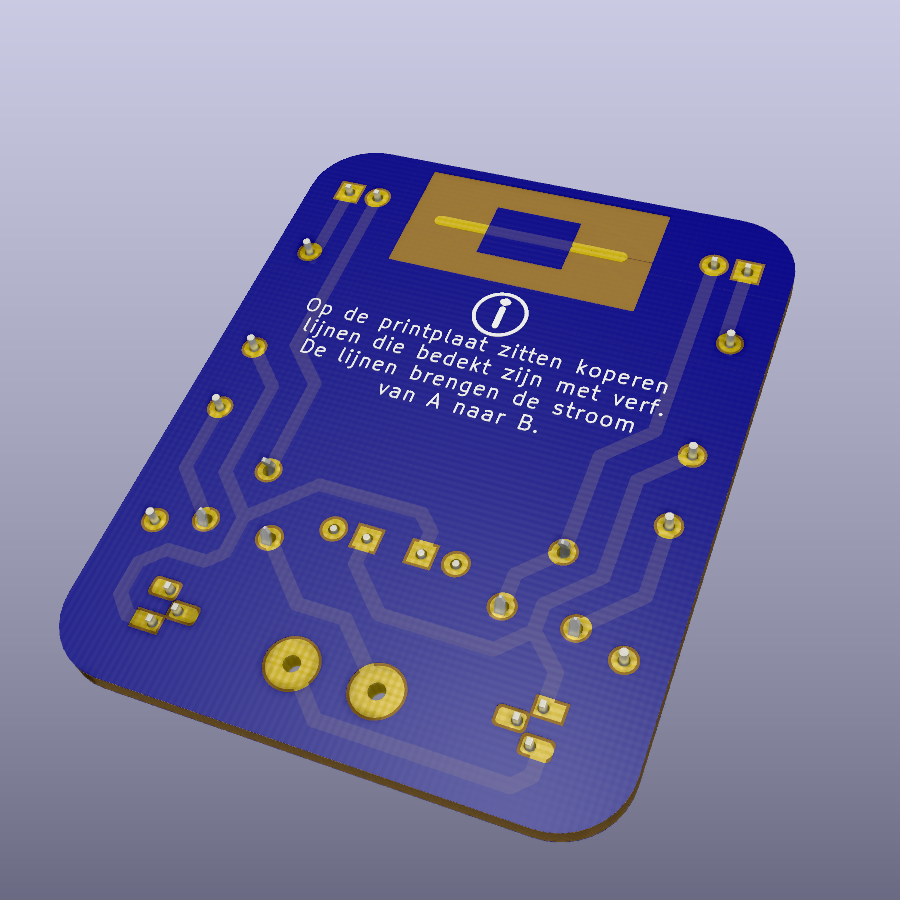 i
Op de printplaat zitten koperen
lijnen die bedekt zijn met verf.
De lijnen brengen de stroom
van A naar B.